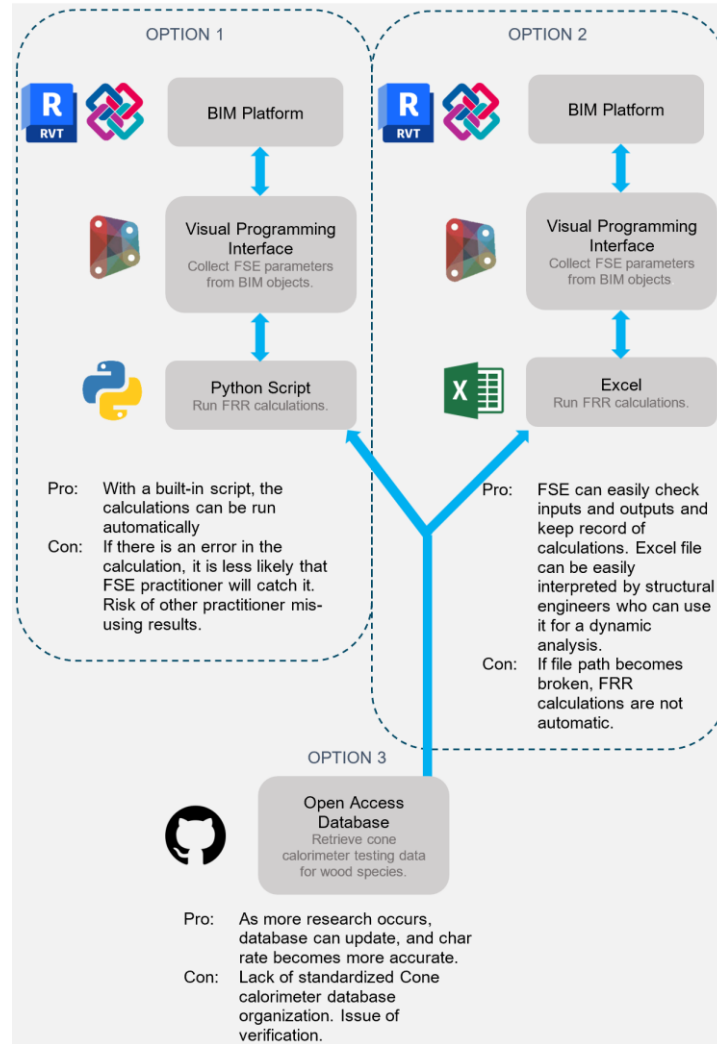 OPTION 1
R
RVT
BIM Platform
Visual Programming
Interface
Collect FSE parameters
from BIM objects.
Python Script
Run FRR calculations.
Pro: With a built-in script, the
calculations can be run
automatically
Con: If there is an error in the
calculation, it is less likely that
FSE practitioner will catch it.
Risk of other practitioner mis-
using results.
OPTION 2
R
RVT
BIM Platform
Visual Programming
Interface
Collect FSE parameters
from BIM objects.
X
Excel
Run FRR calculations.
Pro: FSE can easily check
inputs and outputs and
keep record of
calculations. Excel file
can be easily
interpreted by structural
engineers who can use
it for a dynamic
analysis.
Con: If file path becomes
broken, FRR
calculations are not
automatic.
OPTION 3
Open Access
Database
Retrieve cone
calorimeter testing data
for wood species.
Pro: As more research occurs,
database can update, and char
rate becomes more accurate.
Con: Lack of standardized Cone
calorimeter database
organization. Issue of
verification.